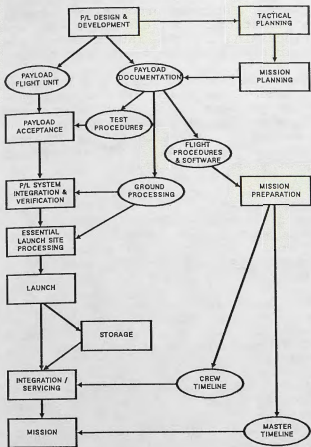 P/L DESIGN &
DEVELOPMENT
TACTICAL
PLANNING
PAYLOAD
FLIGHT UNIT
PAYLOAD
DOCUMENTATION
MISSION
PLANNING
PAYLOAD
ACCEPTANCE
TEST
PROCEDURES
FLIGHT
PROCEDURES
& SOFTWARE
P/L SYSTEM
INTEGRATION &
VERIFICATION
GROUND
PROCESSING
MISSION
PREPARATION
ESSENTIAL
LAUNCH SITE
PROCESSING
LAUNCH
STORAGE
INTEGRATION /
SERVICING
CREW
TIMELINE
MISSION
MASTER
TIMELINE